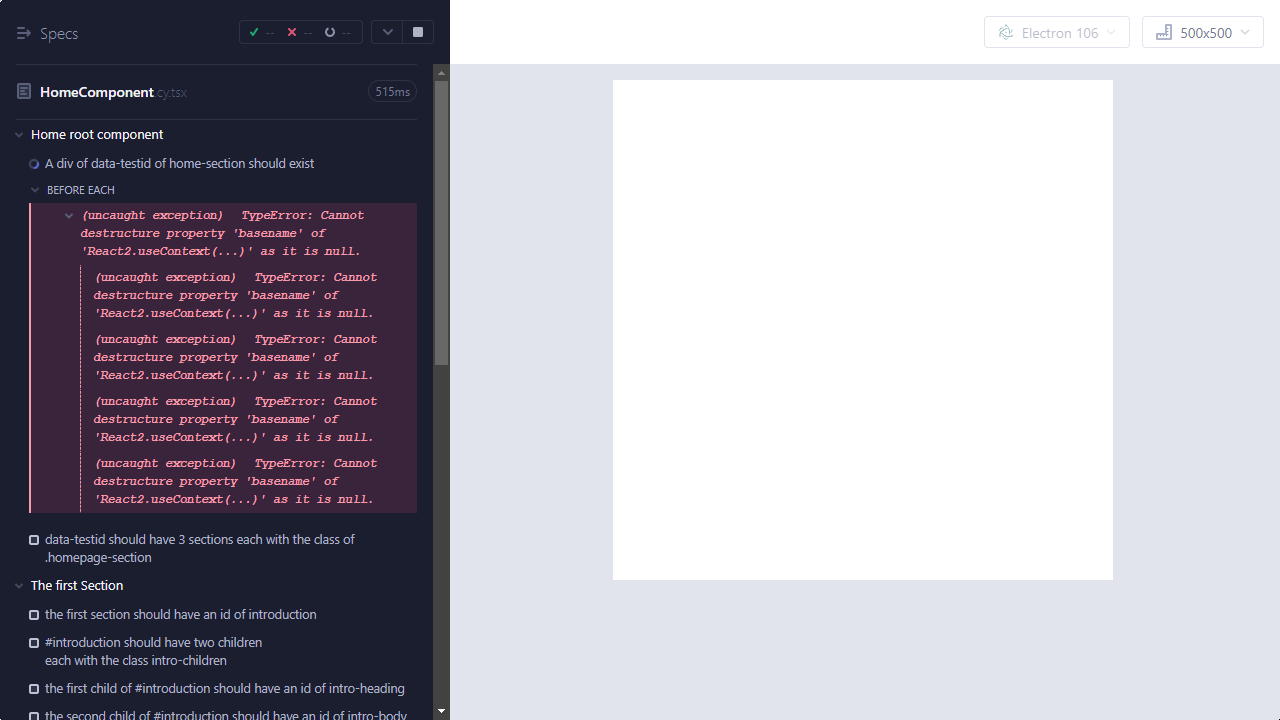 Specs
-- -- --
Electron 106
500x500
HomeComponent.cy.tsx
515ms
Home root component
A div of data-testid of home-section should exist
BEFORE EACH
(uncaught exception) TypeError: Cannot
destructure property 'basename' of
'React2.useContext(...)' as it is null.
(uncaught exception) TypeError: Cannot
destructure property 'basename' of
'React2.useContext(...)' as it is null.
(uncaught exception) TypeError: Cannot
destructure property 'basename' of
'React2.useContext(...)' as it is null.
(uncaught exception) TypeError: Cannot
destructure property 'basename' of
'React2.useContext(...)' as it is null.
(uncaught exception) TypeError: Cannot
destructure property 'basename' of
'React2.useContext(...)' as it is null.
data-testid should have 3 sections each with the class of
.homepage-section
The first Section
the first section should have an id of introduction
#introduction should have two children
each with the class intro-children
the first child of #introduction should have an id of intro-heading
the second child of #introduction should have an id of intro-body